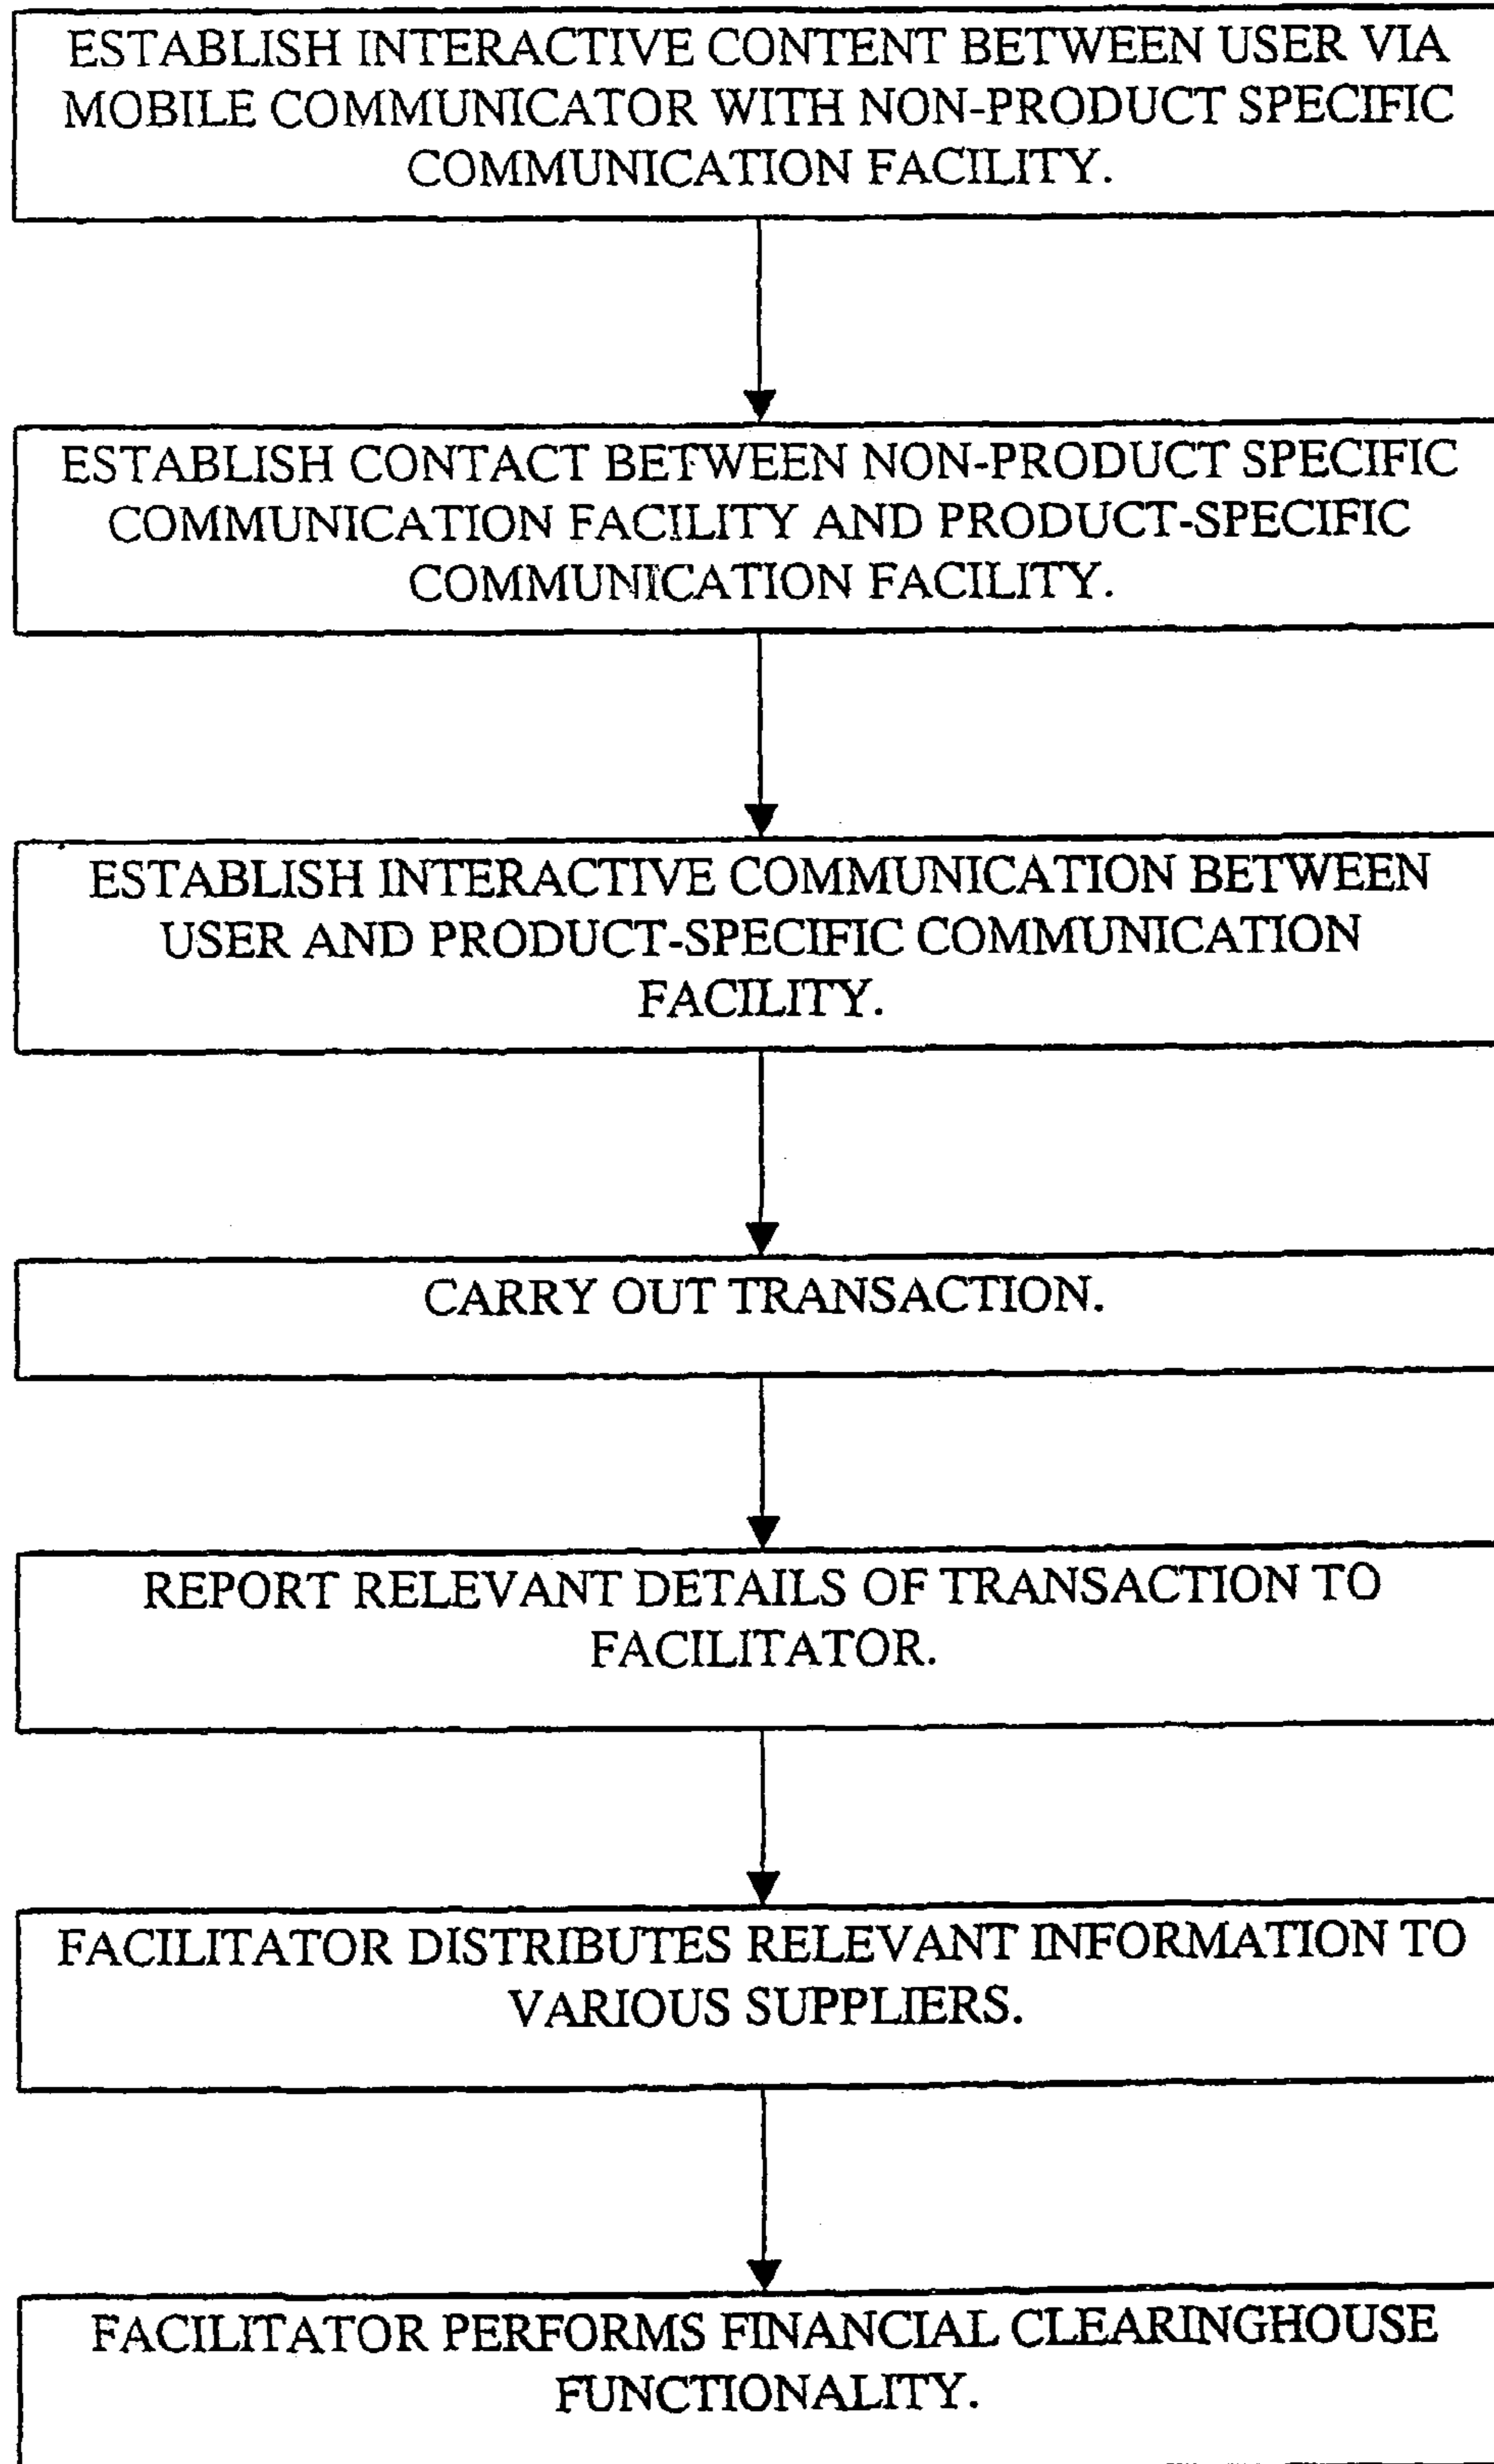 ESTABLISH INTERACTIVE CONTENT BETWEEN USER VIA
MOBILE COMMUNICATOR WITH NON-PRODUCT SPECIFIC
COMMUNICATION FACILITY.
ESTABLISH CONTACT BETWEEN NON-PRODUCT SPECIFIC
COMMUNICATION FACILITY AND PRODUCT-SPECIFIC
COMMUNICATION FACILITY.
ESTABLISH INTERACTIVE COMMUNICATION BETWEEN
USER AND PRODUCT-SPECIFIC COMMUNICATION
FACILITY.
CARRY OUT TRANSACTION.
REPORT RELEVANT DETAILS OF TRANSACTION TO
FACILITATOR.
FACILITATOR DISTRIBUTES RELEVANT INFORMATION TO
VARIOUS SUPPLIERS.
FACILITATOR PERFORMS FINANCIAL CLEARINGHOUSE
FUNCTIONALITY.